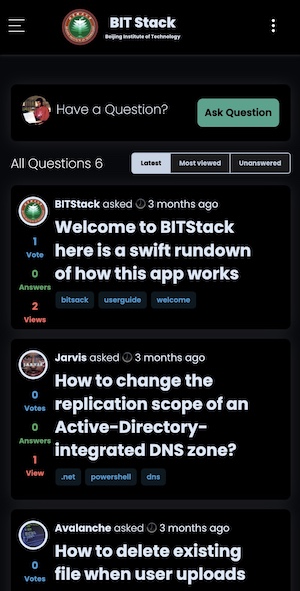 BIT Stack
Beijing Institute of Technology
Have a Question?
Ask Question
All Questions 6
Latest
Most viewed
Unanswered
BITStack asked 3 months ago
Welcome to BITStack
here is a swift rundown
of how this app works
1
Vote
0
Answers
2
Views
bitsack
userguide
welcome
Jarvis asked 3 months ago
How to change the
replication scope of an
Active-Directory-
integrated DNS zone?
0
Votes
0
Answers
1
View
.net
powershell
dns
Avalanche asked 3 months ago
How to delete existing
file when user uploads
0
Votes